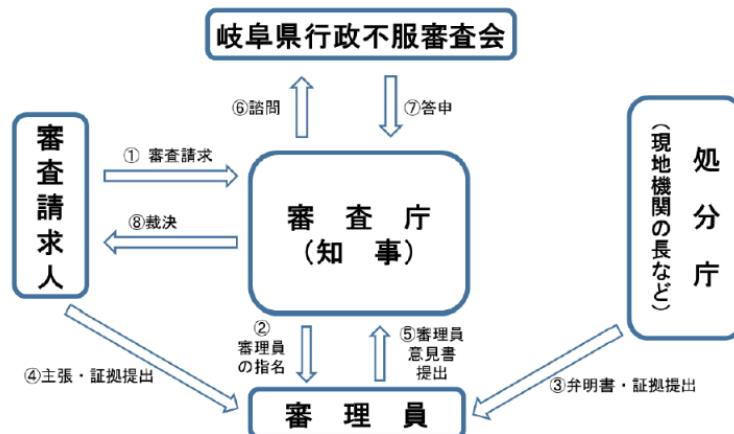 岐阜県行政不服審査会
⑥諮問
⑦答申
審査請求人
① 審査請求
⑧裁決
審査庁
(知事)
処分庁
(現地機関の長など)
②
審理員
の指名
⑤審理員
意見書
提出
④主張・証拠提出
③弁明書・証拠提出
審理員